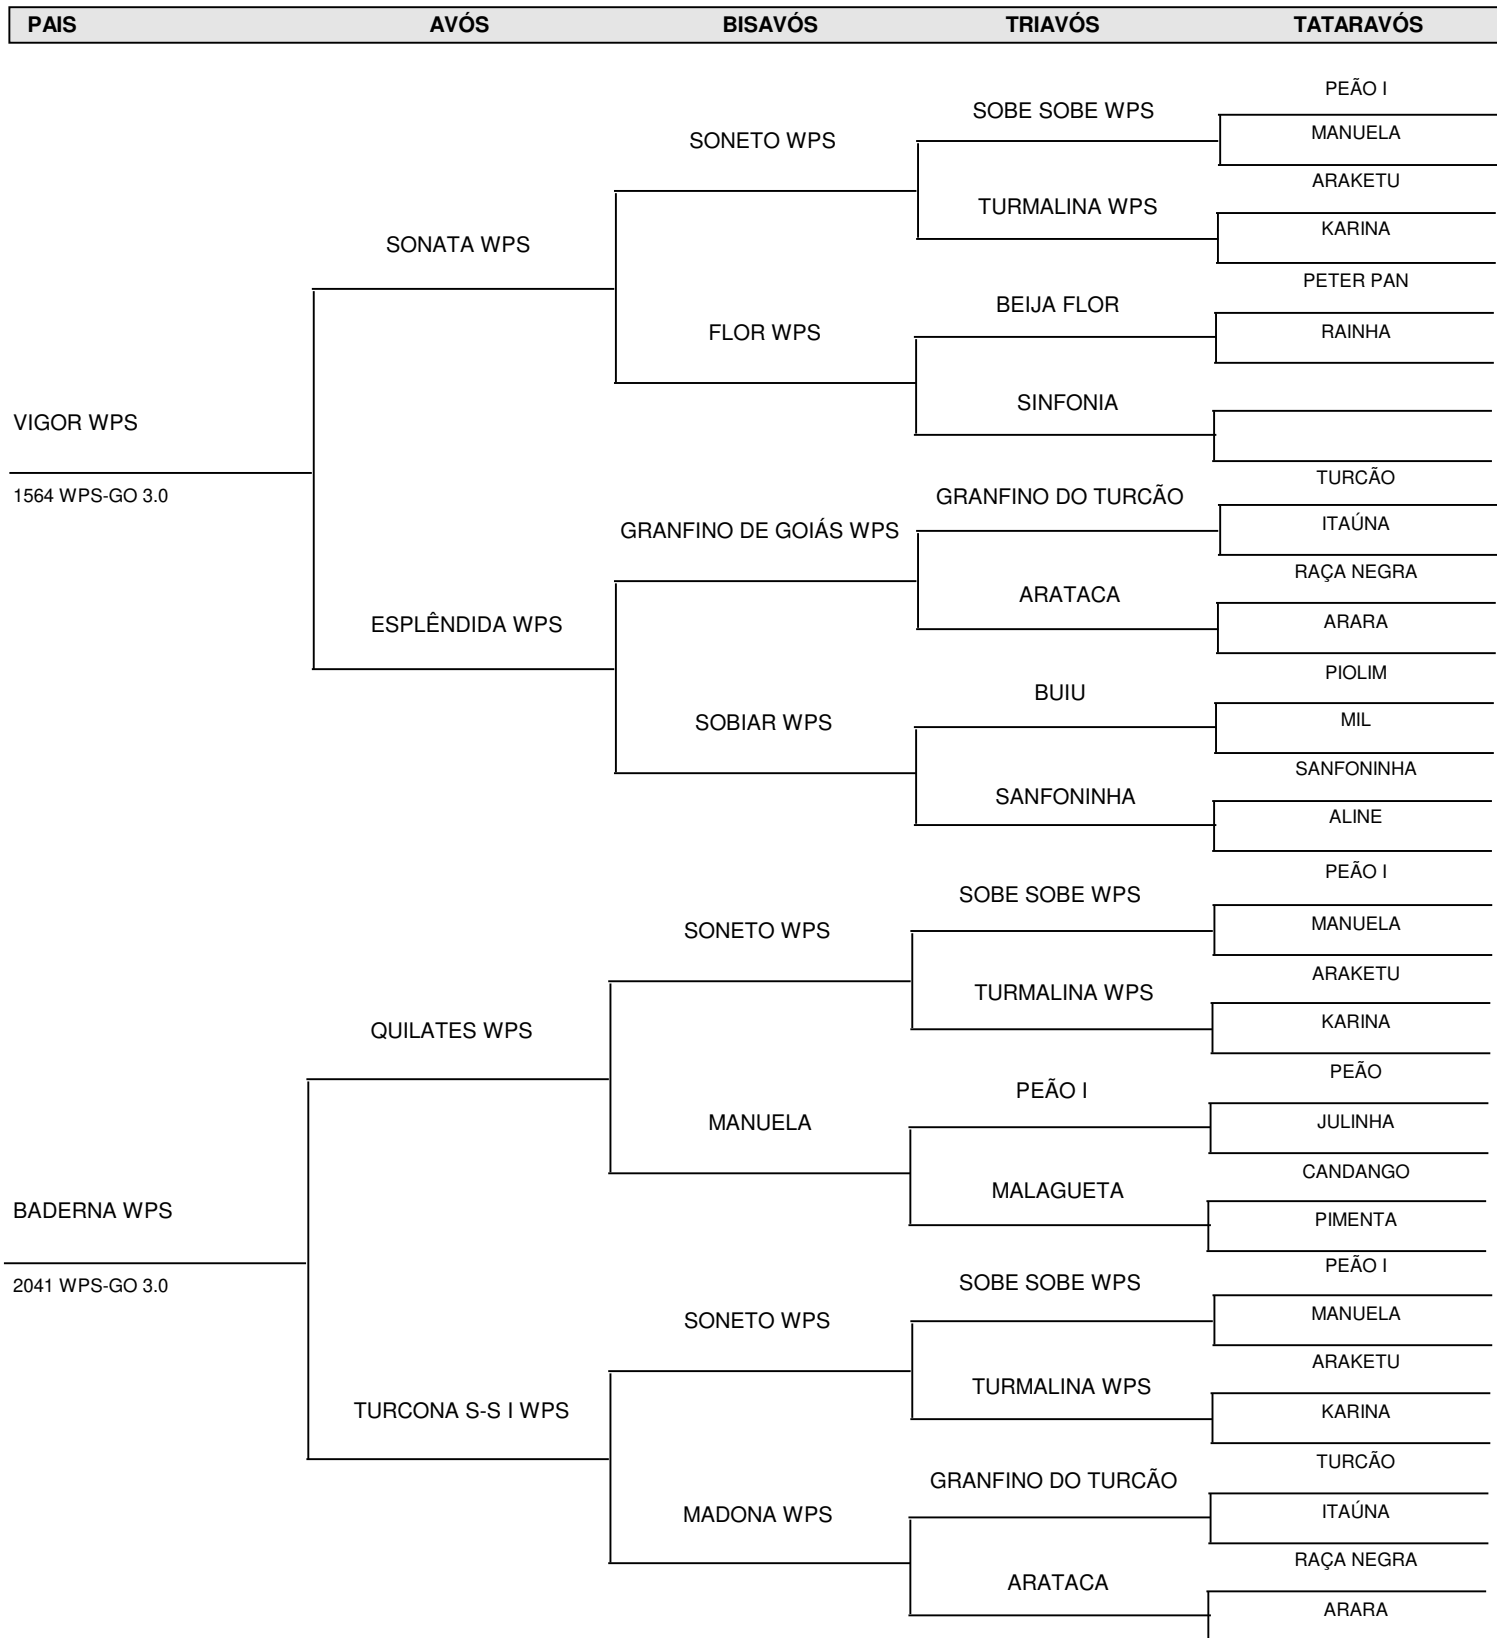 PAIS AVÓS BISAVÓS TRIAVÓS TATARAVÓS
PEÃO I
SOBE SOBE WPS
MANUELA
SONETO WPS
ARAKETU
TURMALINA WPS
KARINA
SONATA WPS
PETER PAN
BEIJA FLOR
RAINHA
FLOR WPS
SINFONIA
VIGOR WPS
TURCÃO
1564 WPS-GO 3.0
GRANFINO DO TURCÃO
ITAÚNA
GRANFINO DE GOIÁS WPS
RAÇA NEGRA
ARATACA
ARARA
ESPLÊNDIDA WPS
PIOLIM
BUIU
MIL
SOBIAR WPS
SANFONINHA
SANFONINHA
ALINE
PEÃO I
SOBE SOBE WPS
MANUELA
SONETO WPS
ARAKETU
TURMALINA WPS
KARINA
QUILATES WPS
PEÃO
PEÃO I
JULINHA
MANUELA
CANDANGO
MALAGUETA
BADERNA WPS
PIMENTA
PEÃO I
2041 WPS-GO 3.0
SOBE SOBE WPS
MANUELA
SONETO WPS
ARAKETU
TURMALINA WPS
KARINA
TURCONA S-S I WPS
TURCÃO
GRANFINO DO TURCÃO
ITAÚNA
MADONA WPS
RAÇA NEGRA
ARATACA
ARARA